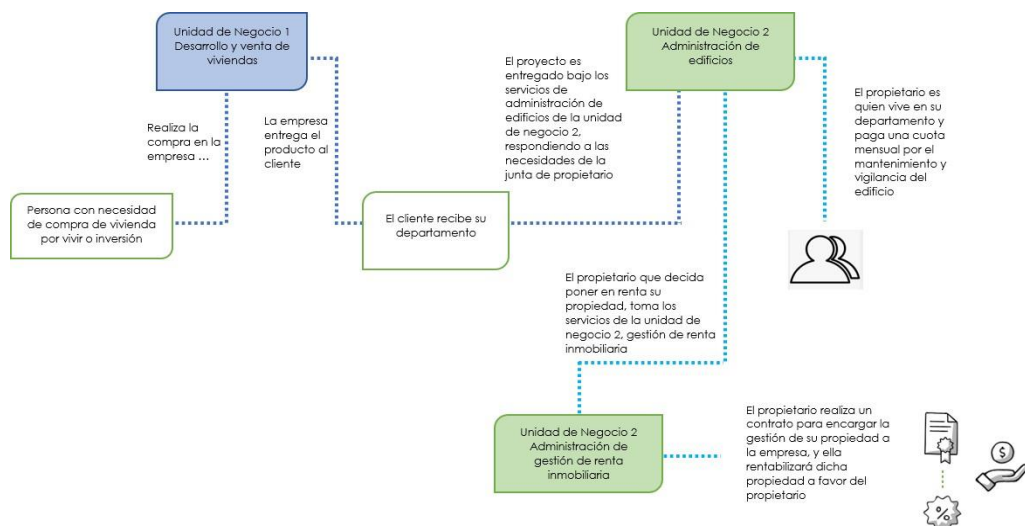 Unidad de Negocio 1
Desarrollo y venta de
viviendas
Unidad de Negocio 2
Administración de
edificios
Realiza la
compra en la
empresa …
La empresa
entrega el
producto al
cliente
El proyecto es
entregado bajo los
servicios de
administración de
edificios de la unidad
de negocio 2,
respondiendo a las
necesidades de la
junta de propietario
El propietario es
quien vive en su
departamento y
paga una cuota
mensual por el
mantenimiento y
vigilancia del
edificio
Persona con necesidad
de compra de vivienda
por vivir o inversión
El cliente recibe su
departamento
El propietario que decida
poner en renta su
propiedad, toma los
servicios de la unidad de
negocio 2, gestión de renta
inmobiliaria
Unidad de Negocio 2
Administración de
gestión de renta
inmobiliaria
El propietario realiza un
contrato para encargar la
gestión de su propiedad a
la empresa, y ella
rentabilizará dicha
propiedad a favor del
propietario
$
%